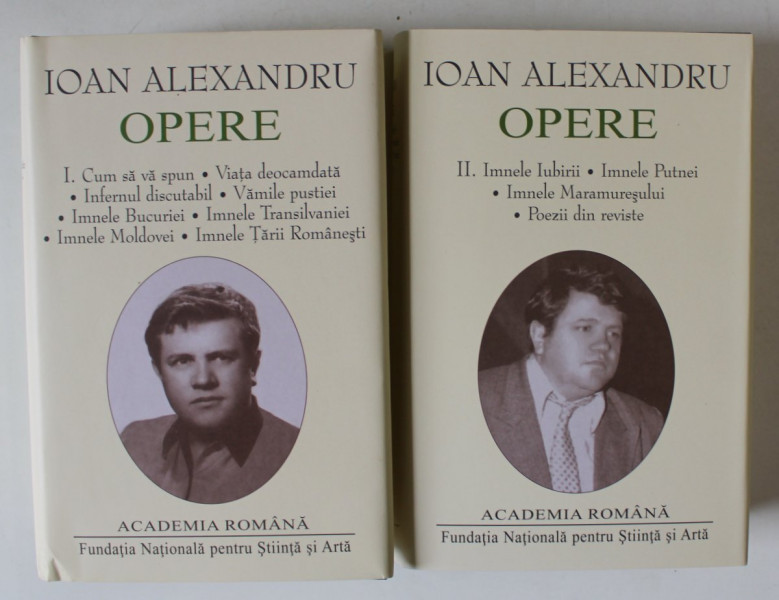 IOAN ALEXANDRU
OPERE
I. Cum să vă spun • Viața deocamdată
• Infernul discutabil • Vămile pustiei
• Imnele Bucuriei • Imnele Transilvaniei
• Imnele Moldovei • Imnele Țării Românești
ACADEMIA ROMÂNĂ
Fundația Națională pentru Știință și Artă
IOAN ALEXANDRU
OPERE
II. Imnele Iubirii • Imnele Putnei
• Imnele Maramureșului
• Poezii din reviste
ACADEMIA ROMÂNĂ
Fundația Națională pentru Știință și Artă